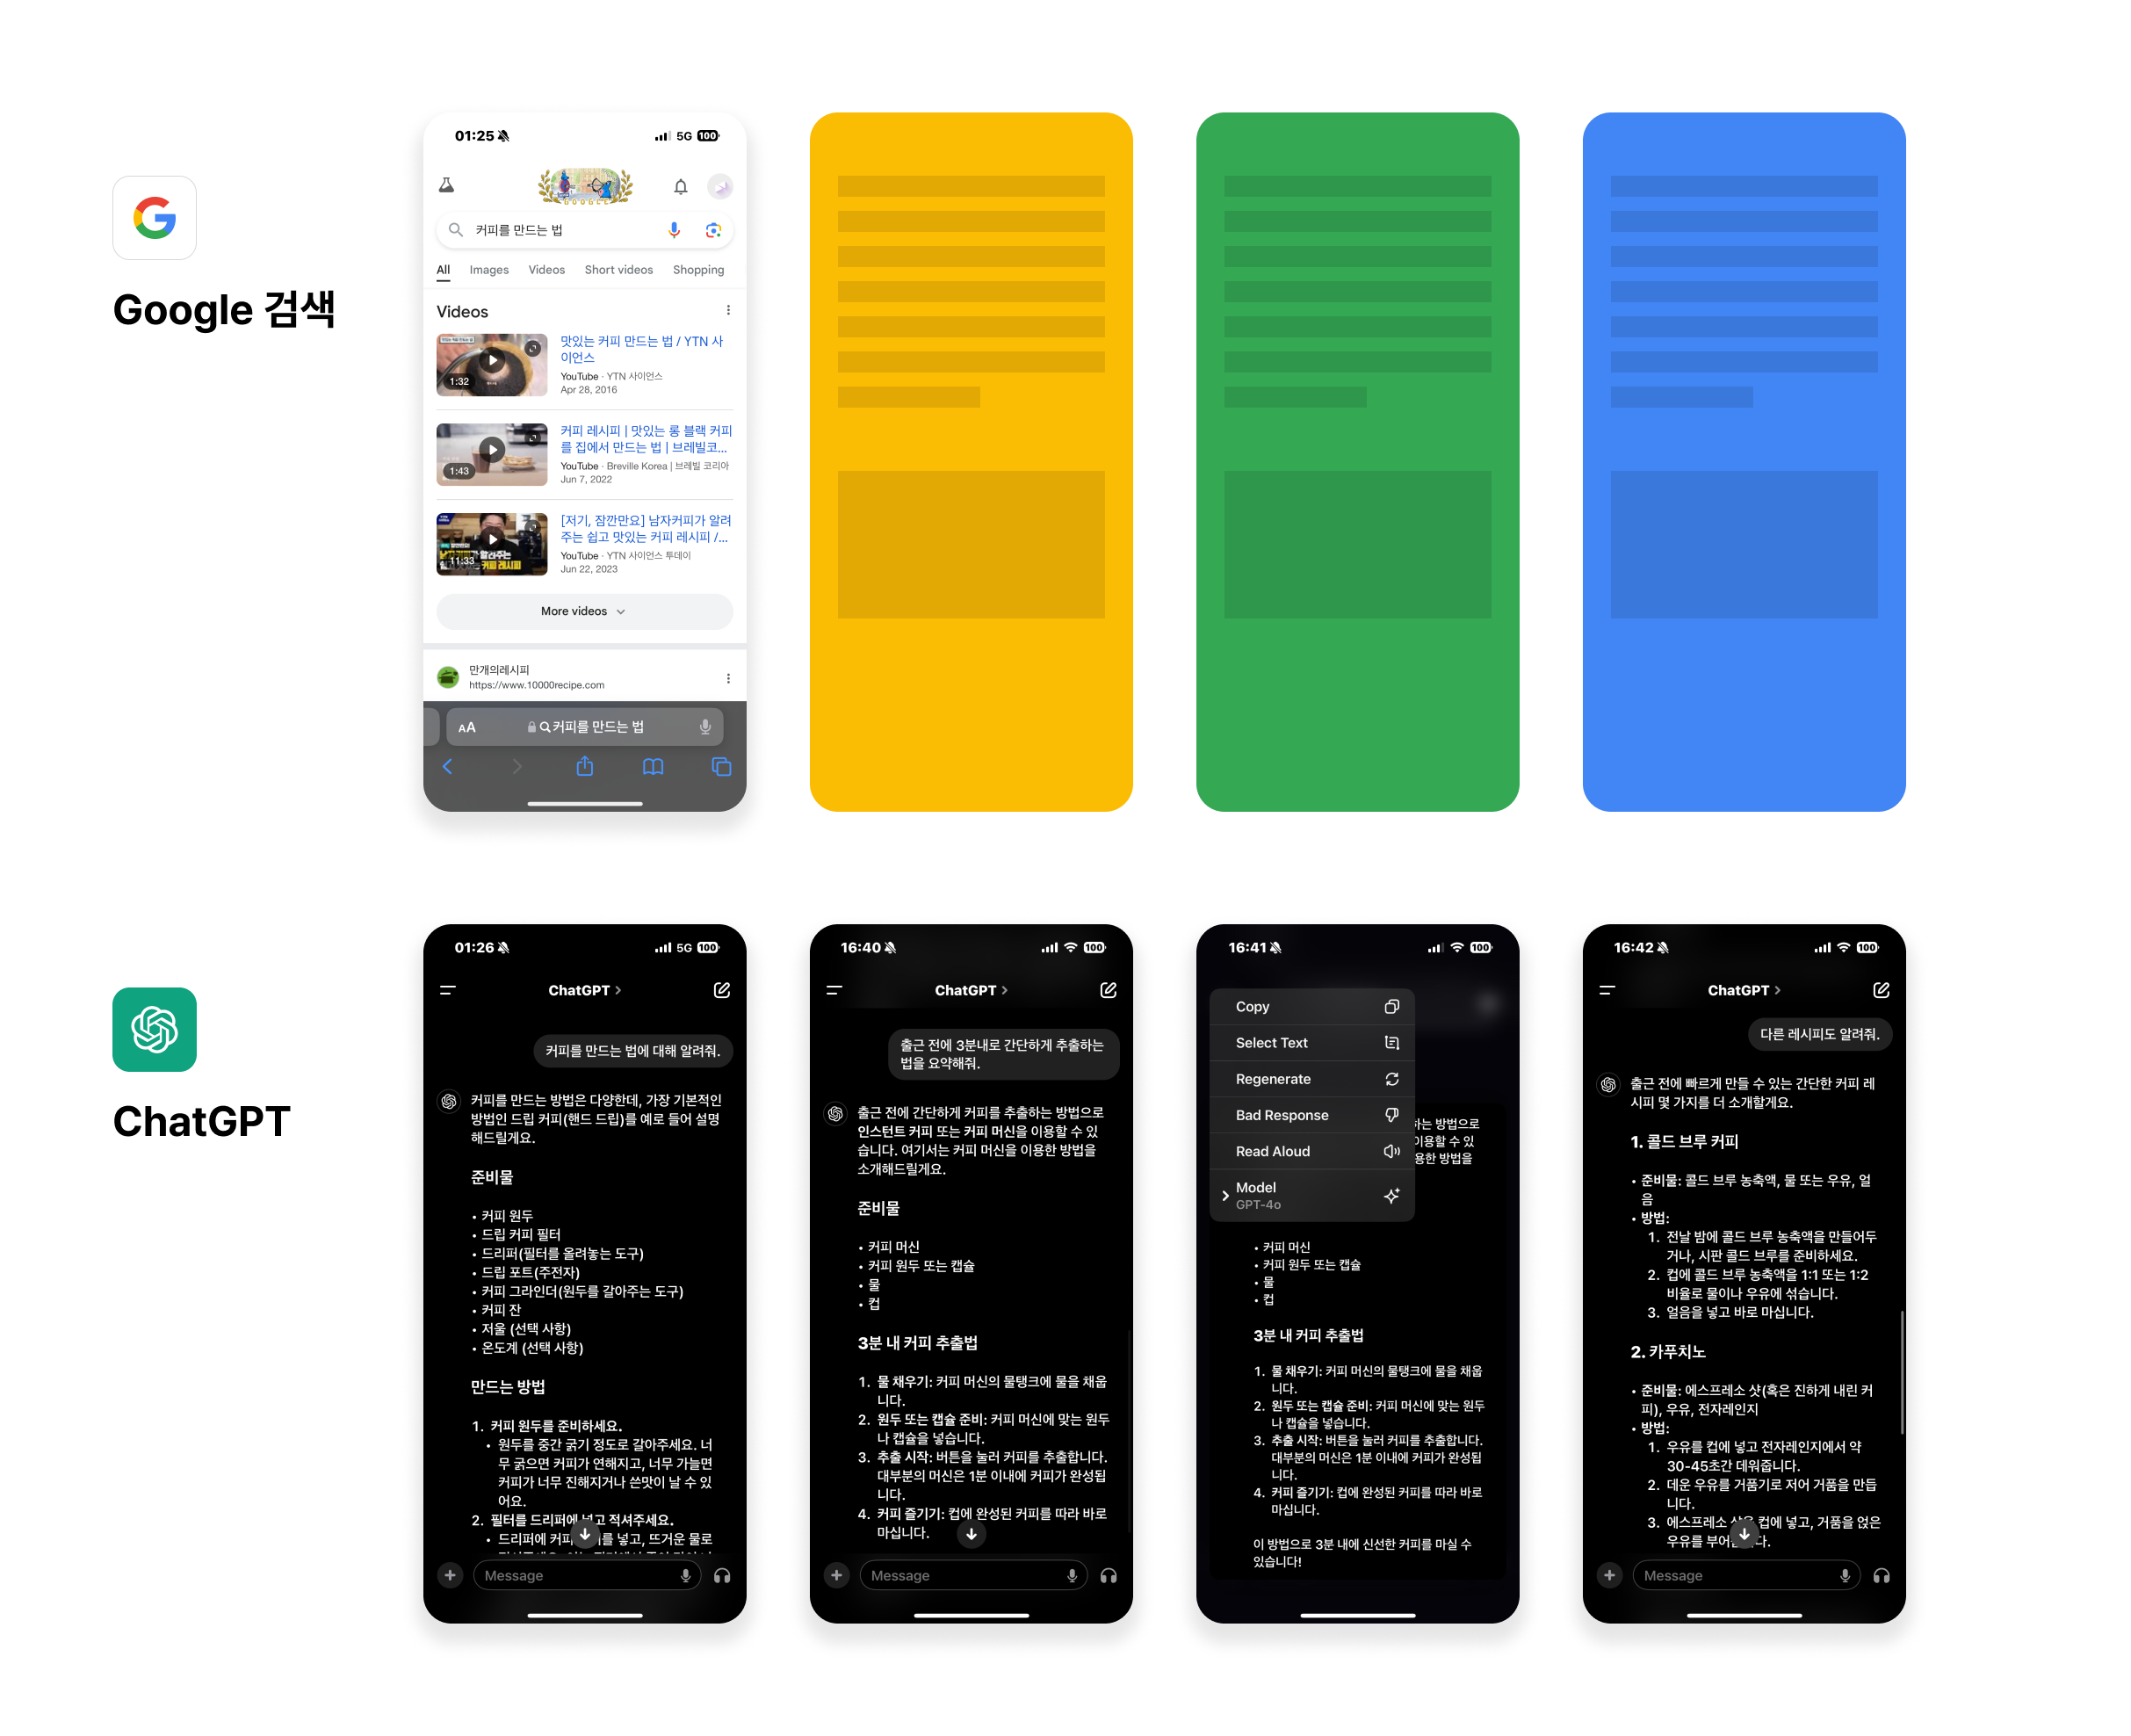 Google 검색
01:25
5G
100
GOOGLE
커피를 만드는 법
All Images Videos Short videos Shopping
Videos
맛있는 커피 만드는 법 / YTN 사
이언스
YouTube · YTN 사이언스
Apr 28, 2016
1:32
커피 레시피 | 맛있는 롱 블랙 커피
를 집에서 만드는 법 | 브레빌코...
YouTube · Breville Korea | 브레빌 코리아
Jun 7, 2022
1:43
[저기, 잠깐만요] 남자커피가 알려
주는 쉽고 맛있는 커피 레시피 /...
YouTube · YTN 사이언스 투데이
Jun 22, 2023
11:33
More videos
만개의레시피
https://www.10000recipe.com
AA 커피를 만드는 법
ChatGPT
01:26
5G
100
ChatGPT >
커피를 만드는 법에 대해 알려줘.
커피를 만드는 방법은 다양한데, 가장 기본적인
방법인 드립 커피(핸드 드립)를 예로 들어 설명
해드릴게요.
준비물
• 커피 원두
• 드립 커피 필터
• 드리퍼(필터를 올려놓는 도구)
• 드립 포트(주전자)
• 커피 그라인더(원두를 갈아주는 도구)
• 커피 잔
• 저울 (선택 사항)
• 온도계 (선택 사항)
만드는 방법
1. 커피 원두를 준비하세요.
• 원두를 중간 굵기 정도로 갈아주세요. 너
무 굵으면 커피가 연해지고, 너무 가늘면
커피가 너무 진해지거나 쓴맛이 날 수 있
어요.
2. 필터를 드리퍼에 넣고 적셔주세요.
• 드리퍼에 커피 를 넣고, 뜨거운 물로
Message
16:40
100
ChatGPT >
출근 전에 3분내로 간단하게 추출하는
법을 요약해줘.
출근 전에 간단하게 커피를 추출하는 방법으로
인스턴트 커피 또는 커피 머신을 이용할 수 있
습니다. 여기서는 커피 머신을 이용한 방법을
소개해드릴게요.
준비물
• 커피 머신
• 커피 원두 또는 캡슐
• 물
• 컵
3분 내 커피 추출법
1. 물 채우기: 커피 머신의 물탱크에 물을 채웁
니다.
2. 원두 또는 캡슐 준비: 커피 머신에 맞는 원두
나 캡슐을 넣습니다.
3. 추출 시작: 버튼을 눌러 커피를 추출합니다.
대부분의 머신은 1분 이내에 커피가 완성됩
니다.
4. 커피 즐기기: 컵에 완성된 커피를 따라 바로
마십니다.
Message
16:41
100
Copy
Select Text
Regenerate
Bad Response
Read Aloud
Model
GPT-4o
하는 방법으로
이용할 수 있
용한 방법을
• 커피 머신
• 커피 원두 또는 캡슐
• 물
• 컵
3분 내 커피 추출법
1. 물 채우기: 커피 머신의 물탱크에 물을 채웁
니다.
2. 원두 또는 캡슐 준비: 커피 머신에 맞는 원두
나 캡슐을 넣습니다.
3. 추출 시작: 버튼을 눌러 커피를 추출합니다.
대부분의 머신은 1분 이내에 커피가 완성됩
니다.
4. 커피 즐기기: 컵에 완성된 커피를 따라 바로
마십니다.
이 방법으로 3분 내에 신선한 커피를 마실 수
있습니다!
16:42
100
ChatGPT >
다른 레시피도 알려줘.
출근 전에 빠르게 만들 수 있는 간단한 커피 레
시피 몇 가지를 더 소개할게요.
1. 콜드 브루 커피
• 준비물: 콜드 브루 농축액, 물 또는 우유, 얼
음
• 방법:
1. 전날 밤에 콜드 브루 농축액을 만들어두
거나, 시판 콜드 브루를 준비하세요.
2. 컵에 콜드 브루 농축액을 1:1 또는 1:2
비율로 물이나 우유에 섞습니다.
3. 얼음을 넣고 바로 마십니다.
2. 카푸치노
• 준비물: 에스프레소 샷(혹은 진하게 내린 커
피), 우유, 전자레인지
• 방법:
1. 우유를 컵에 넣고 전자레인지에서 약
30-45초간 데워줍니다.
2. 데운 우유를 거품기로 저어 거품을 만듭
니다.
3. 에스프레소 샷을 컵에 넣고, 거품을 얹은
우유를 부어 다.
Message